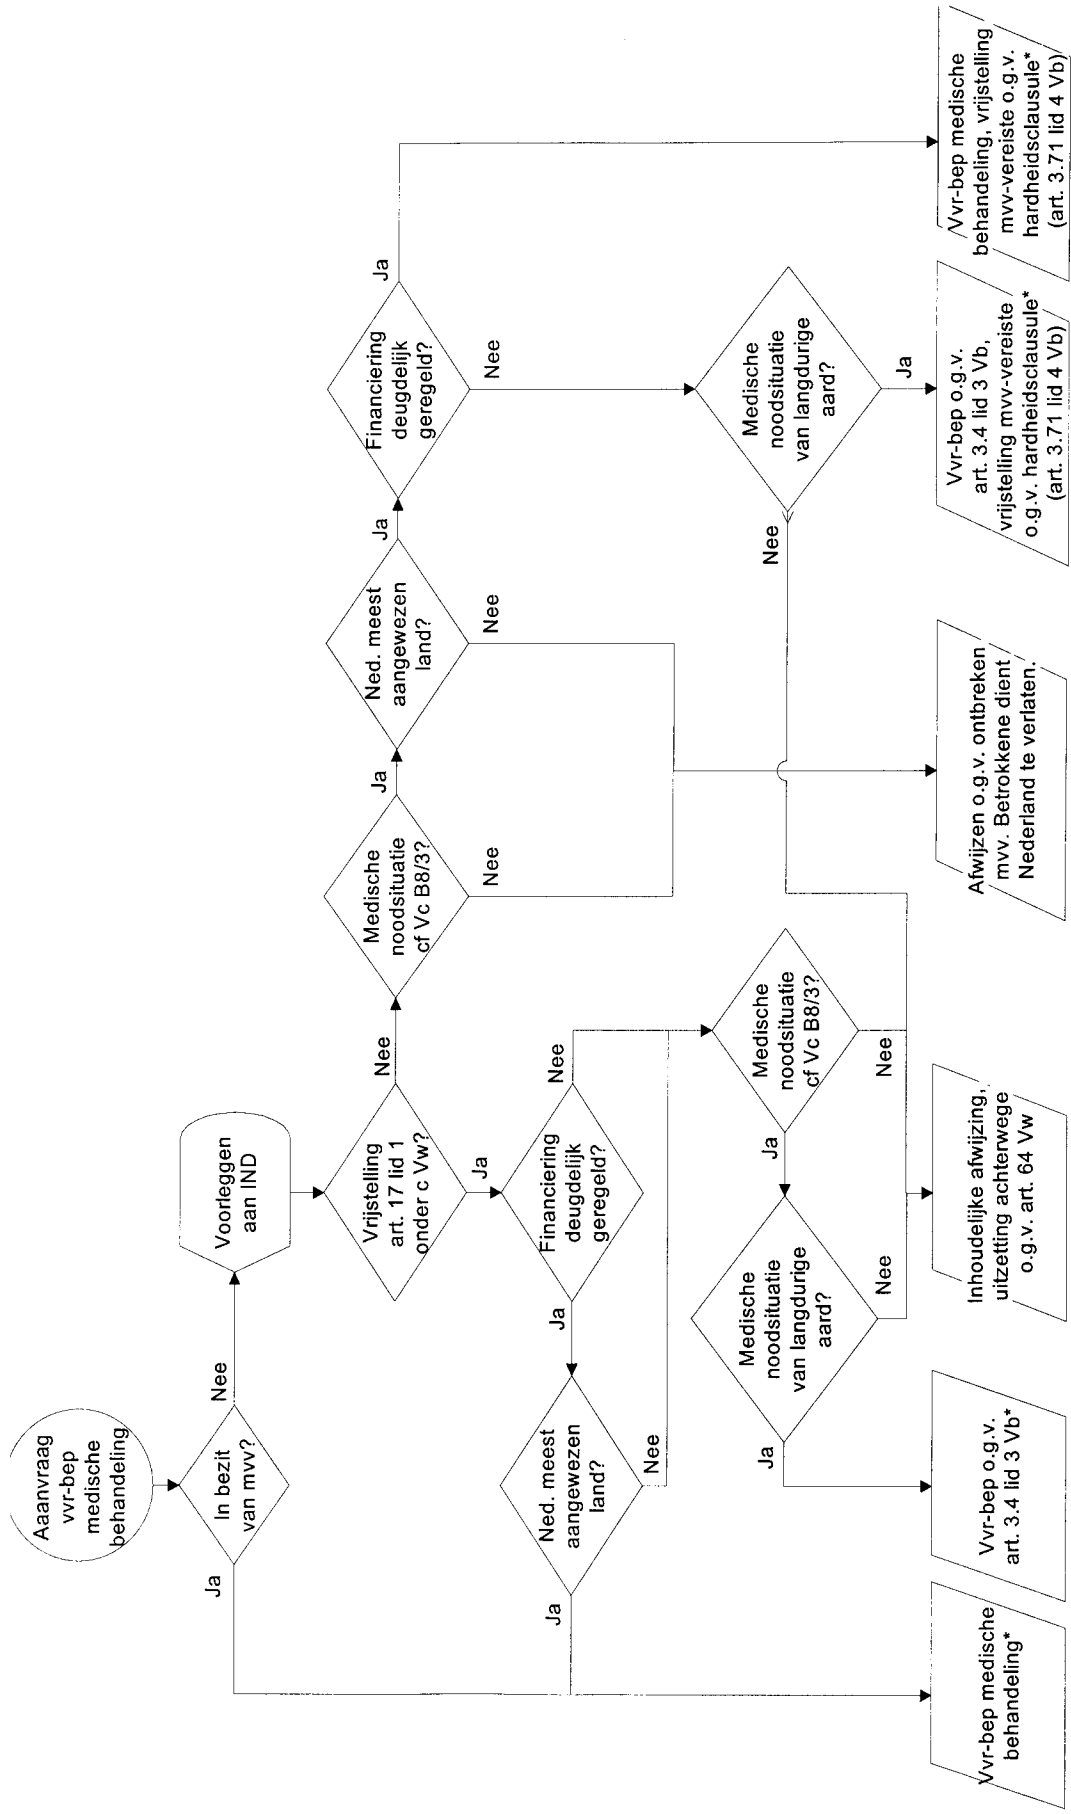 Aaanvraag
vvr-bep
medische
behandeling
In bezit
van mvv?
Ja
Nee
Voorleggen
aan IND
Vrijstelling
art. 17 lid 1
onder c Vw?
Nee
Ja
Medische
noodsituatie
cf Vc B8/3?
Ja
Nee
Ned. meest
aangewezen
land?
Ja
Nee
Financiering
deugdelijk
geregeld?
Ja
Nee
Financiering
deugdelijk
geregeld?
Ja
Nee
Ned. meest
aangewezen
land?
Ja
Nee
Medische
noodsituatie
cf Vc B8/3?
Ja
Nee
Medische
noodsituatie
van langdurige
aard?
Ja
Nee
Medische
noodsituatie
van langdurige
aard?
Nee
Ja
Vvr-bep medische
behandeling*
Vvr-bep o.g.v.
art. 3.4 lid 3 Vb*
Inhoudelijke afwijzing,
uitzetting achterwege
o.g.v. art. 64 Vw
Afwijzen o.g.v. ontbreken
mvv. Betrokkene dient
Nederland te verlaten.
Vvr-bep o.g.v.
art. 3.4 lid 3 Vb,
vrijstelling mvv-vereiste
o.g.v. hardheidsclausule*
(art. 3.71 lid 4 Vb)
Vvr-bep medische
behandeling, vrijstelling
mvv-vereiste o.g.v.
hardheidsclausule*
(art. 3.71 lid 4 Vb)